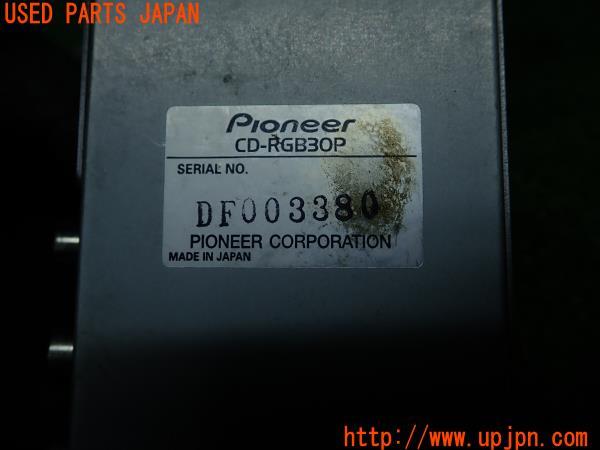 USED PARTS JAPAN
Pioneer
CD-RGB30P
SERIAL NO.
DF003380
PIONEER CORPORATION
MADE IN JAPAN
http://www.upjpn.com/